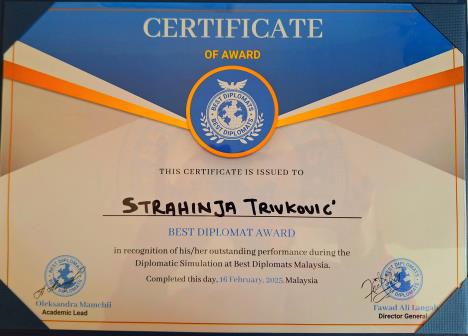 CERTIFICATE
OF AWARD
BEST DIPLOMATS
BEST DIPLOMATS
THIS CERTIFICATE IS ISSUED TO
STRAHINJA TRIVKOVIC'
BEST DIPLOMAT AWARD
in recognition of his/her outstanding performance during the
Diplomatic Simulation at Best Diplomats Malaysia.
Completed this day, 16 February, 2025, Malaysia
Oleksandra Mamchii
Academic Lead
Fawad Ali Langah
Director General